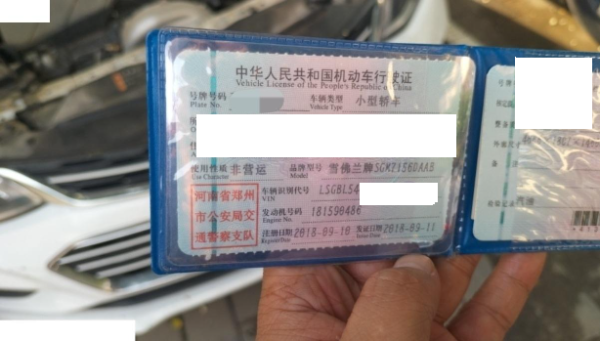 中华人民共和国机动车行驶证
Vehicle License of the People's Republic of China
号牌号码
Plate No.
车辆类型 小型轿车
Vehicle Type
使用性质 非营运
Use Character
品牌型号 雪佛兰牌SGM7156DAAB
Model
河南省郑州
市公安局交
通警察支队
车辆识别代号 LSGBL54
VIN
发动机号码 181590486
Engine No.
注册日期 2018-09-10
Register Date
发证日期 2018-09-11
Issue Date
号牌